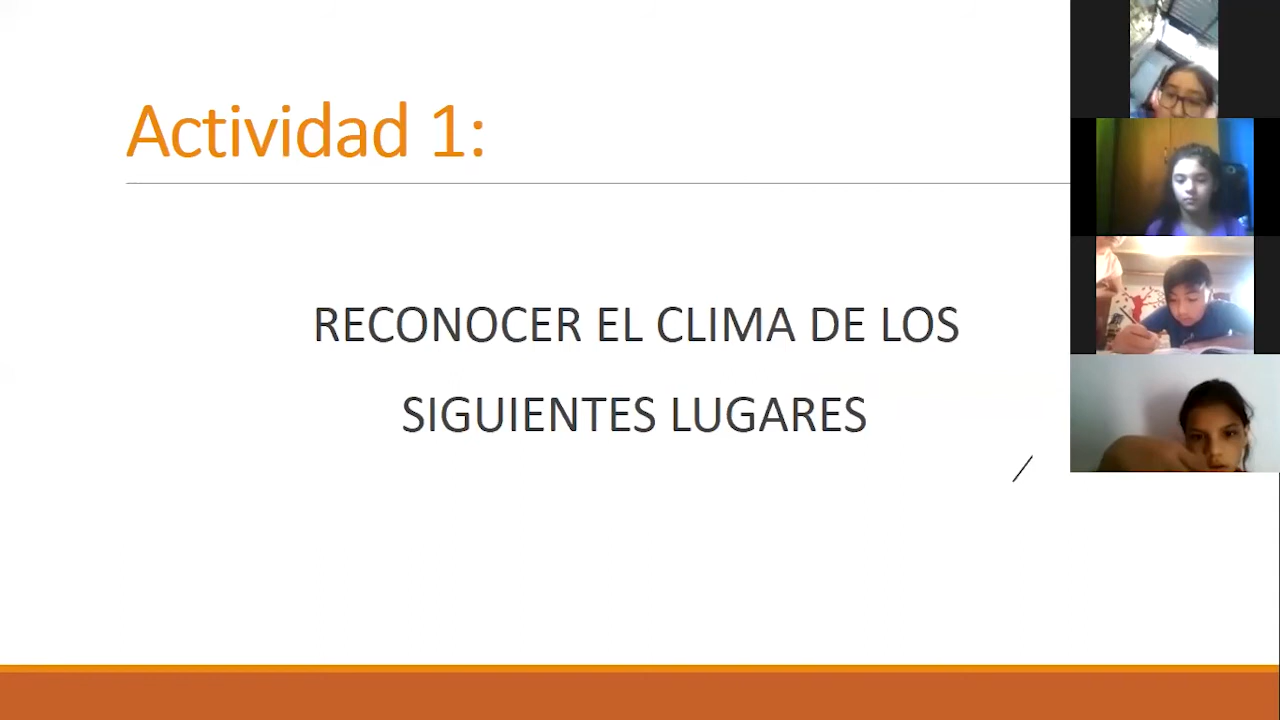 Actividad 1:
RECONOCER EL CLIMA DE LOS
SIGUIENTES LUGARES